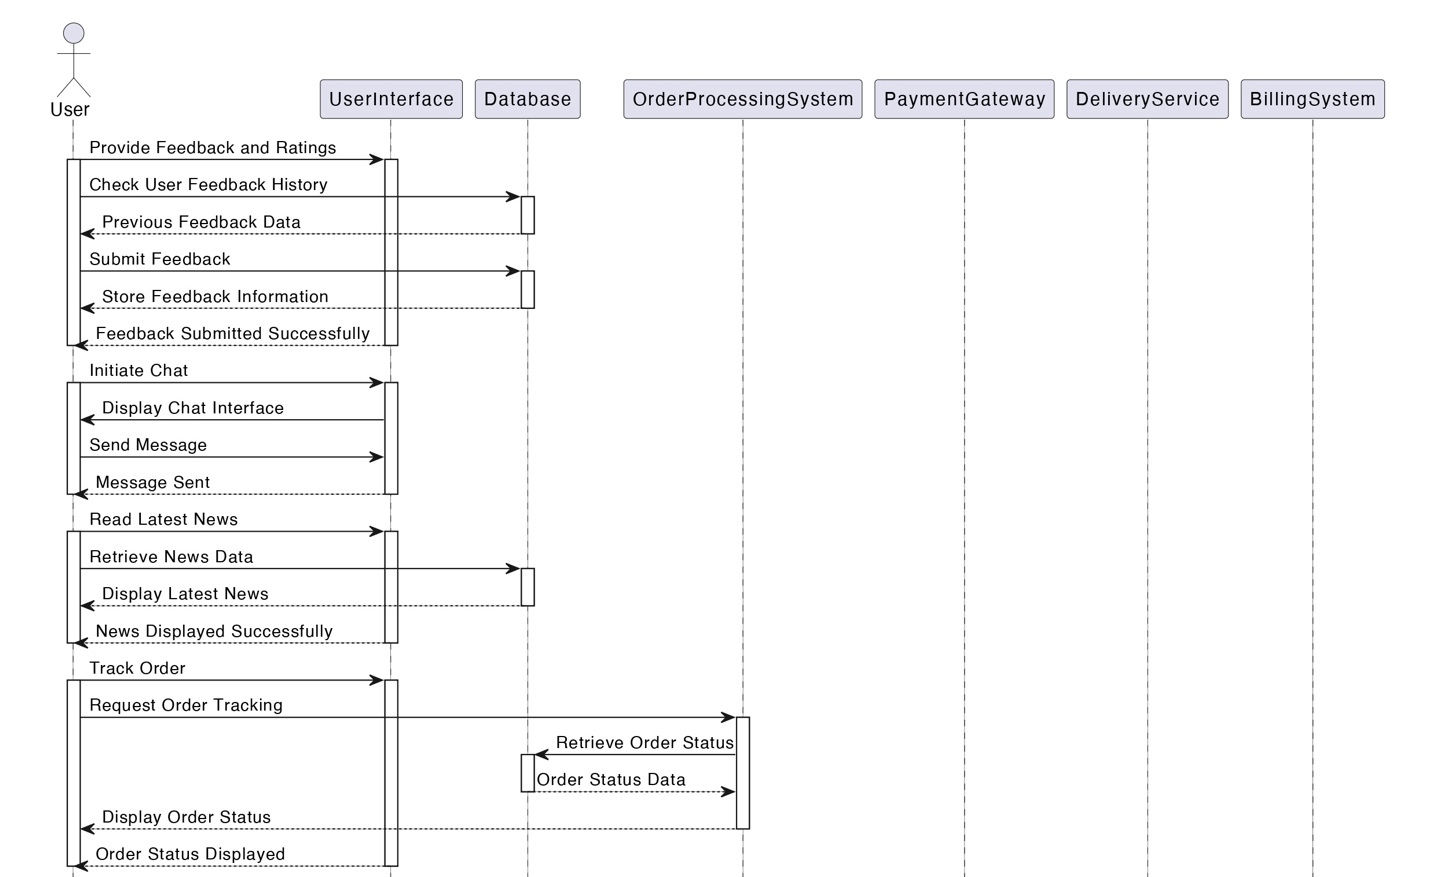 User
UserInterface
Database
OrderProcessingSystem
PaymentGateway
DeliveryService
BillingSystem
Provide Feedback and Ratings
Check User Feedback History
Previous Feedback Data
Submit Feedback
Store Feedback Information
Feedback Submitted Successfully
Initiate Chat
Display Chat Interface
Send Message
Message Sent
Read Latest News
Retrieve News Data
Display Latest News
News Displayed Successfully
Track Order
Request Order Tracking
Retrieve Order Status
Order Status Data
Display Order Status
Order Status Displayed